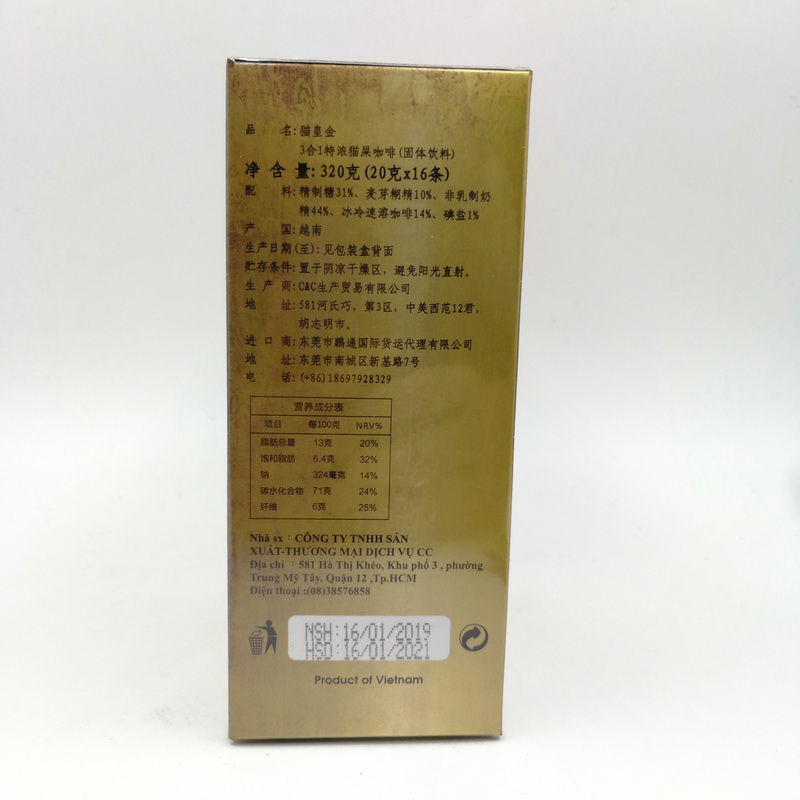 品 名: 猫皇金
3合1特浓猫屎咖啡(固体饮料)
净 含 量: 320克(20克x16条)
配 料: 精制糖31%、麦芽糊精10%、非乳制奶
精44%、冰冷速溶咖啡14%、碘盐1%
产 国: 越南
生产日期(至): 见包装盒背面
贮存条件: 置于阴凉干燥区, 避免阳光直射。
生 产 商: C&C生产贸易有限公司
地 址: 581河氏巧, 第3区, 中美西范12君,
胡志明市。
进 口 商: 东莞市鹏通国际货运代理有限公司
地 址: 东莞市南城区新基路7号
电 话: (+86)18697928329
营养成分表
项目 每100克 NRV%
脂肪总量 13克 20%
饱和脂肪 6.4克 32%
钠 324毫克 14%
碳水化合物 71克 24%
纤维 6克 25%
Nhà sx : CÔNG TY TNHH SẢN
XUẤT-THƯƠNG MẠI DỊCH VỤ CC
Địa chỉ : 581 Hà Thị Khéo, Khu phố 3 , phường
Trung Mỹ Tây, Quận 12 ,Tp.HCM
Điện thoại :(08)38576858
NSH:16/01/2019
HSD:16/01/2021
Product of Vietnam